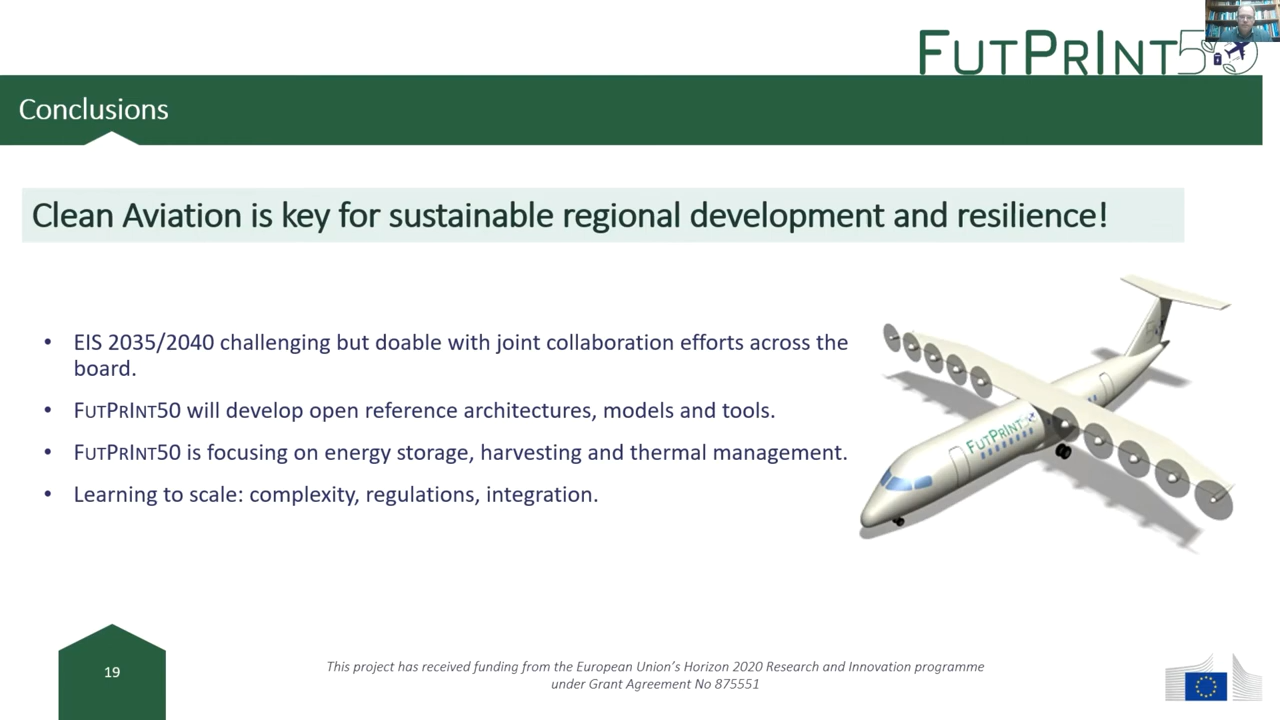 FUTPRINT50
Conclusions
Clean Aviation is key for sustainable regional development and resilience!
• EIS 2035/2040 challenging but doable with joint collaboration efforts across the
board.
• FUTPRINT50 will develop open reference architectures, models and tools.
• FUTPRINT50 is focusing on energy storage, harvesting and thermal management.
• Learning to scale: complexity, regulations, integration.
FUTPRINT
19
This project has received funding from the European Union's Horizon 2020 Research and Innovation programme
under Grant Agreement No 875551